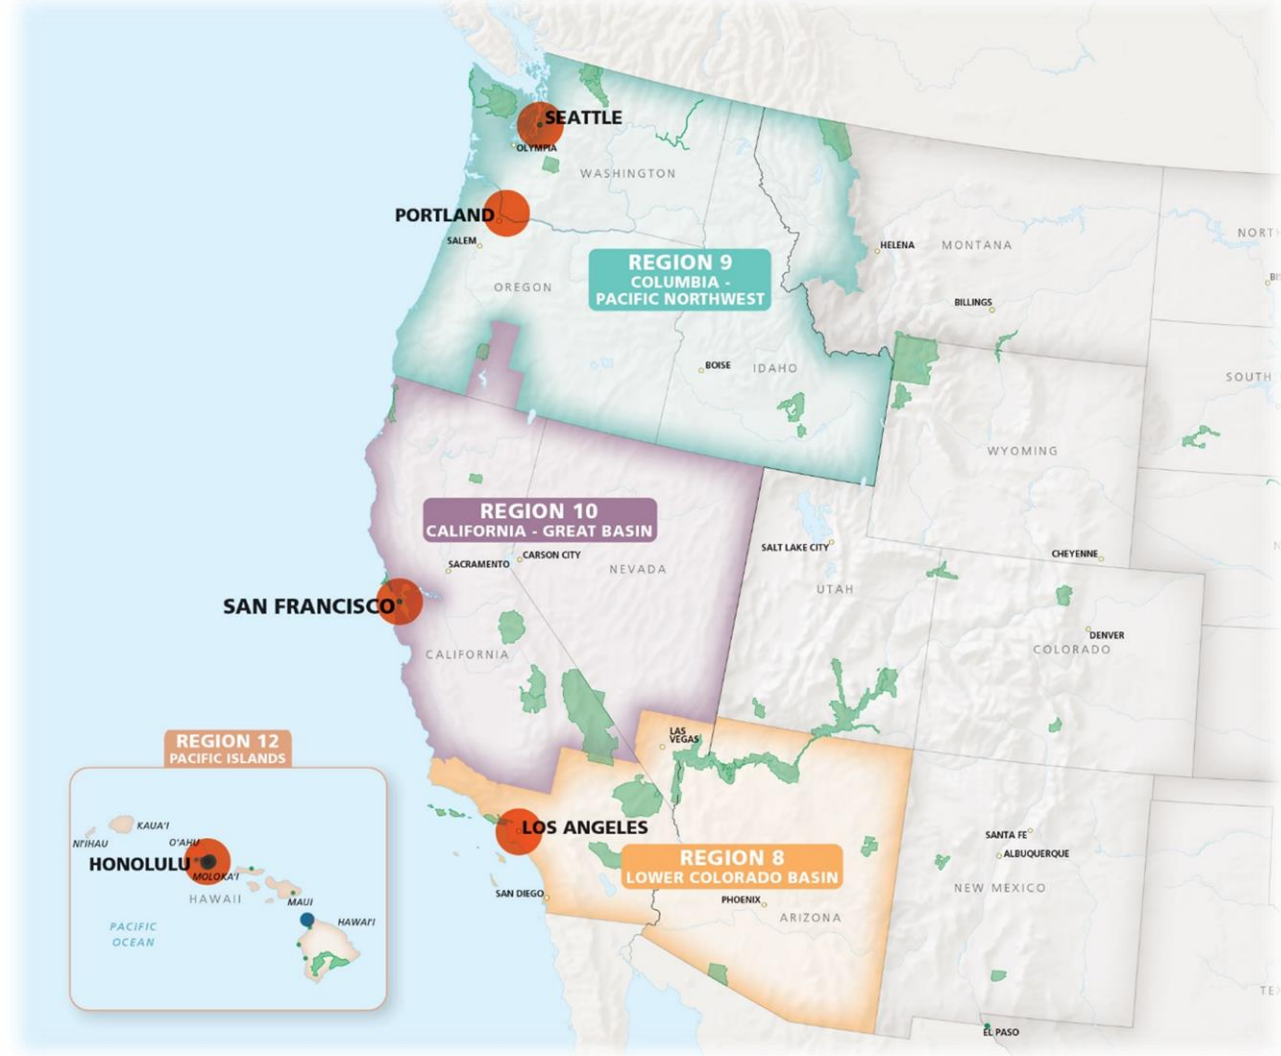 SEATTLE
OLYMPIA
WASHINGTON
PORTLAND
SALEM
OREGON
REGION 9
COLUMBIA -
PACIFIC NORTHWEST
HELENA
MONTANA
BILLINGS
NORTH
BIS
BOISE
IDAHO
SOUTH
WYOMING
REGION 10
CALIFORNIA - GREAT BASIN
SACRAMENTO
CARSON CITY
NEVADA
SALT LAKE CITY
UTAH
CHEYENNE
N
SAN FRANCISCO
CALIFORNIA
DENVER
COLORADO
LAS
VEGAS
REGION 12
PACIFIC ISLANDS
KAUA'I
NI'IHAU
O'AHU
HONOLULU
MOLOKA'I
HAWAII
MAUI
HAWAI'I
PACIFIC
OCEAN
LOS ANGELES
SAN DIEGO
REGION 8
LOWER COLORADO BASIN
PHOENIX
ARIZONA
SANTA FE
ALBUQUERQUE
NEW MEXICO
TEX
EL PASO